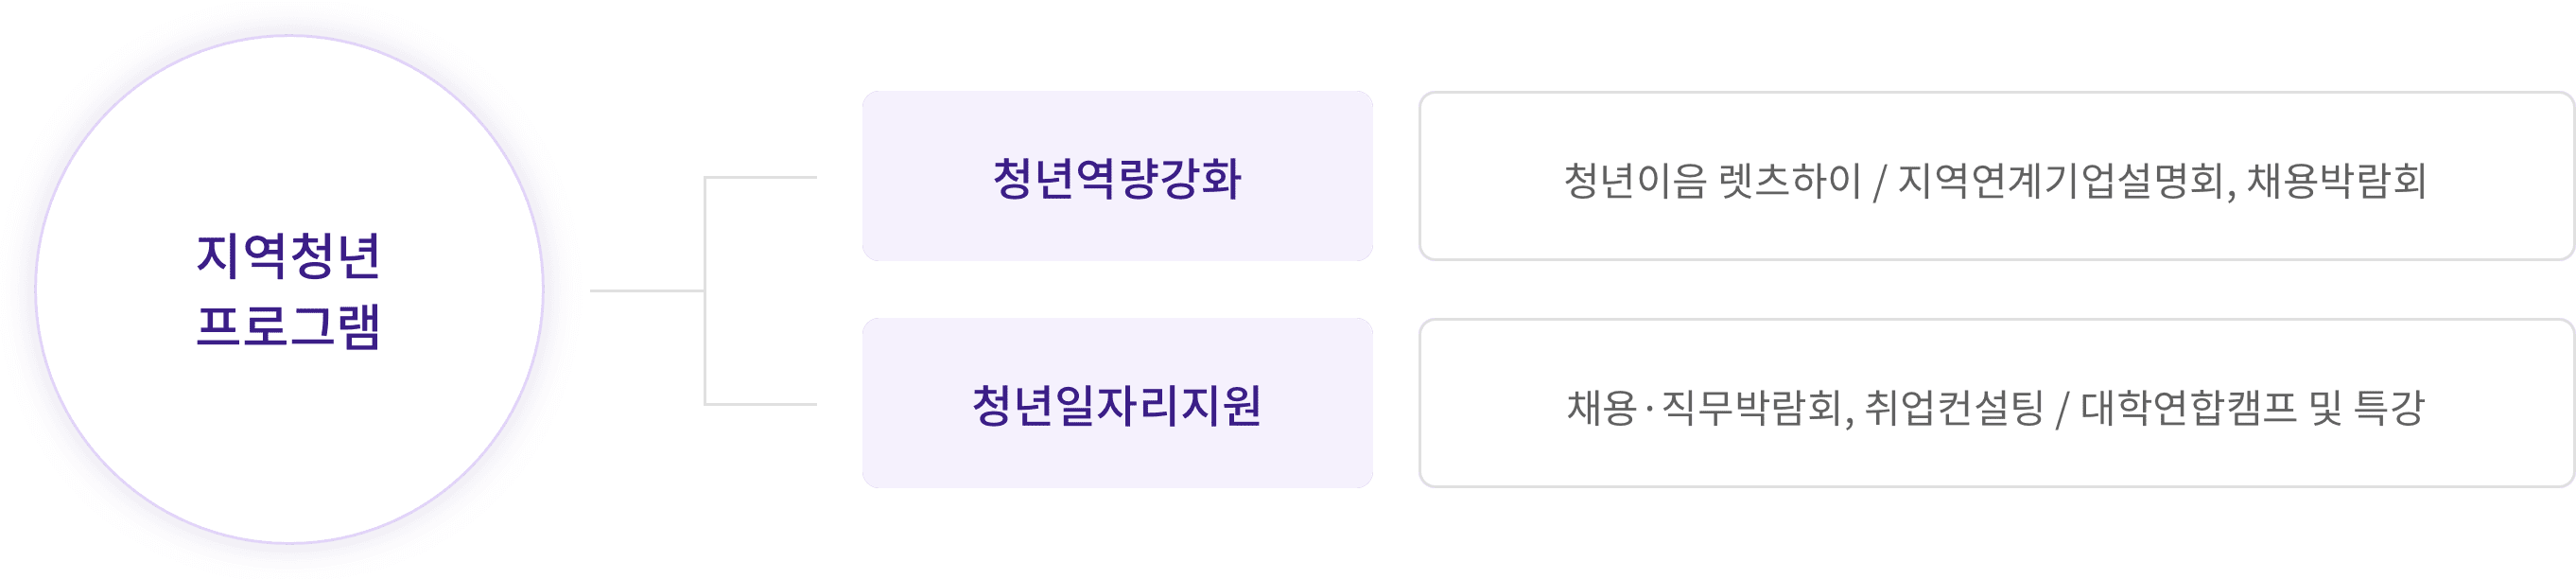 지역청년
프로그램
청년역량강화
청년이음 렛츠하이 / 지역연계기업설명회, 채용박람회
청년일자리지원
채용·직무박람회, 취업컨설팅 / 대학연합캠프 및 특강